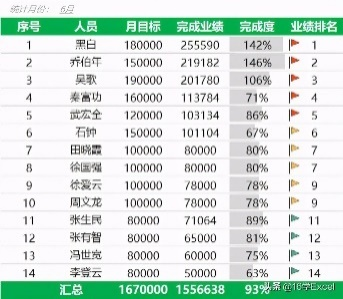 统计月份： 6月
序号 人员 月目标 完成业绩 完成度 业绩排名
1 黑白 180000 255590 142% 1
2 乔伯年 150000 219182 146% 2
3 吴歌 190000 201780 106% 3
4 秦富功 160000 113784 71% 4
5 武宏全 120000 103134 86% 5
6 石钟 150000 101104 67% 6
7 田晓霞 100000 80000 80% 7
8 徐国强 100000 80000 80% 7
9 徐爱云 100000 78000 78% 9
10 周文龙 100000 78000 78% 9
11 张生民 80000 71064 89% 11
12 张有智 80000 65000 81% 12
13 冯世宽 80000 60000 75% 13
14 李登云 80000 50000 63% 14
汇总 1670000 1556638 93%
头条 @16学Excel